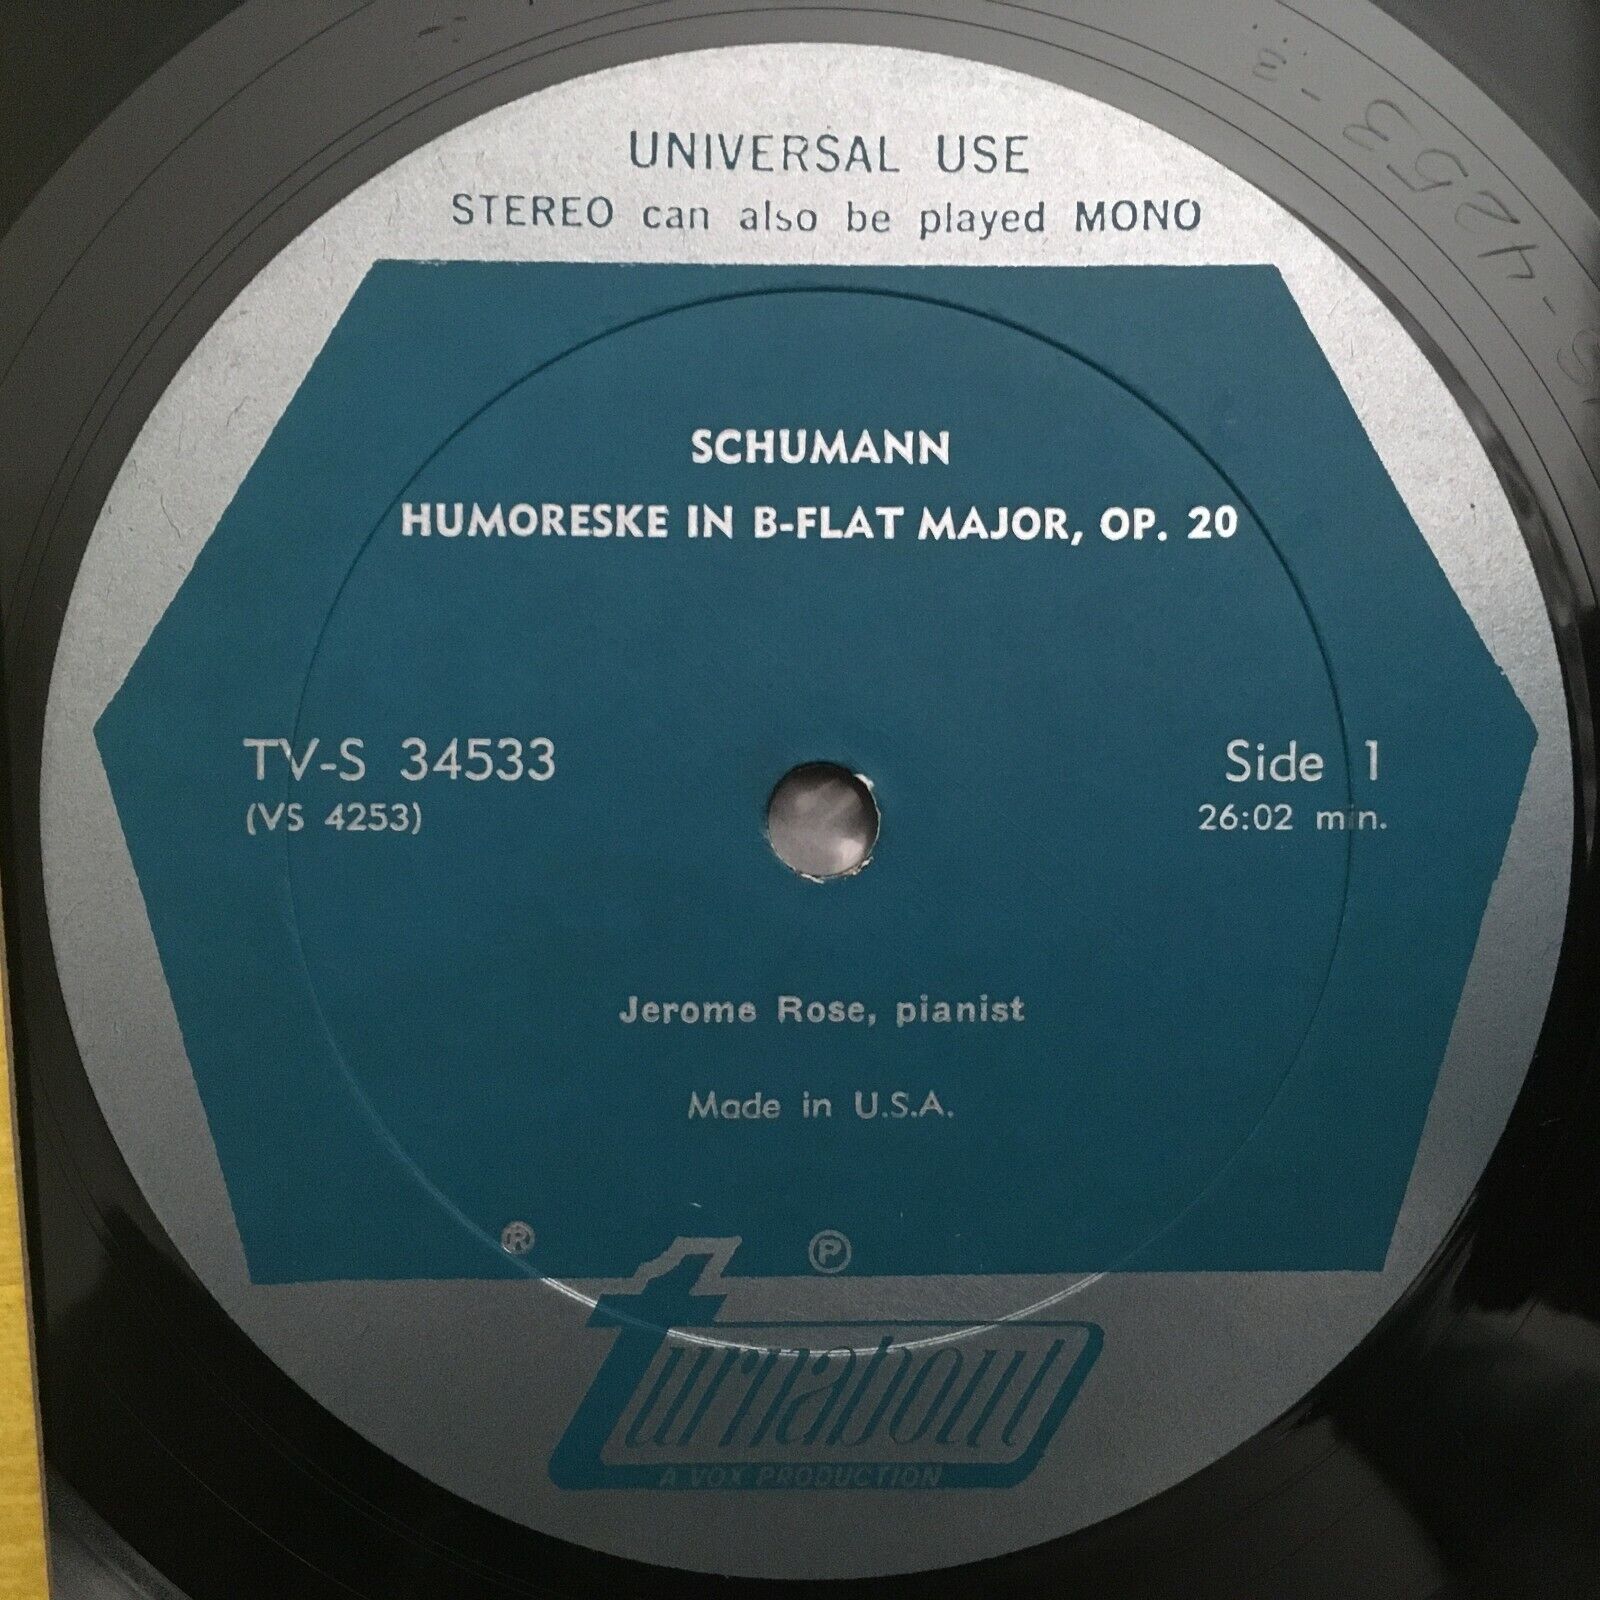 UNIVERSAL USE
STEREO can also be played MONO
SCHUMANN
HUMORESKE IN B-FLAT MAJOR, OP. 20
TV-S 34533
(VS 4253)
Side 1
26:02 min.
Jerome Rose, pianist
Made in U.S.A.
® ℗
turnabout
A VOX PRODUCTION
4253